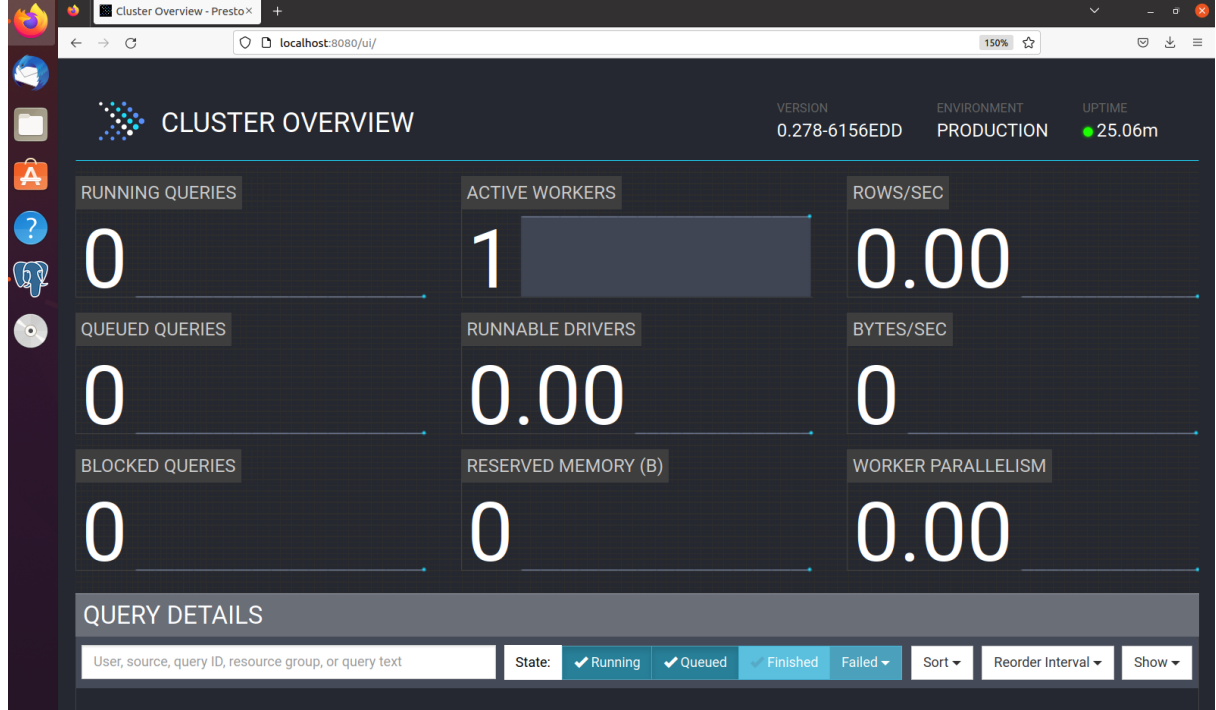 Cluster Overview - Presto
localhost:8080/ui/
150%
CLUSTER OVERVIEW
VERSION
0.278-6156EDD
ENVIRONMENT
PRODUCTION
UPTIME
25.06m
RUNNING QUERIES
0
ACTIVE WORKERS
1
ROWS/SEC
0.00
QUEUED QUERIES
0
RUNNABLE DRIVERS
0.00
BYTES/SEC
0
BLOCKED QUERIES
0
RESERVED MEMORY (B)
0
WORKER PARALLELISM
0.00
QUERY DETAILS
User, source, query ID, resource group, or query text
State:
Running
Queued
Finished
Failed
Sort
Reorder Interval
Show